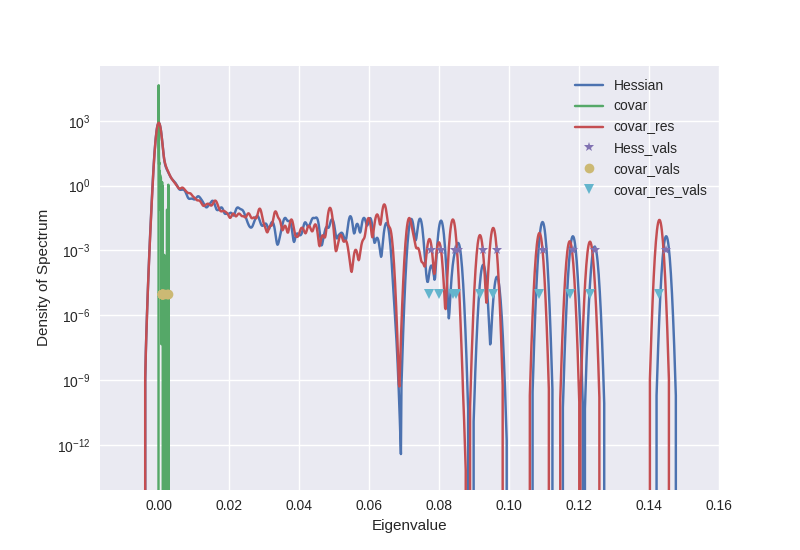 Hessian
covar
covar_res
Hess_vals
covar_vals
covar_res_vals
10^3
10^0
10^−3
10^−6
10^−9
10^−12
Density of Spectrum
0.00 0.02 0.04 0.06 0.08 0.10 0.12 0.14 0.16
Eigenvalue